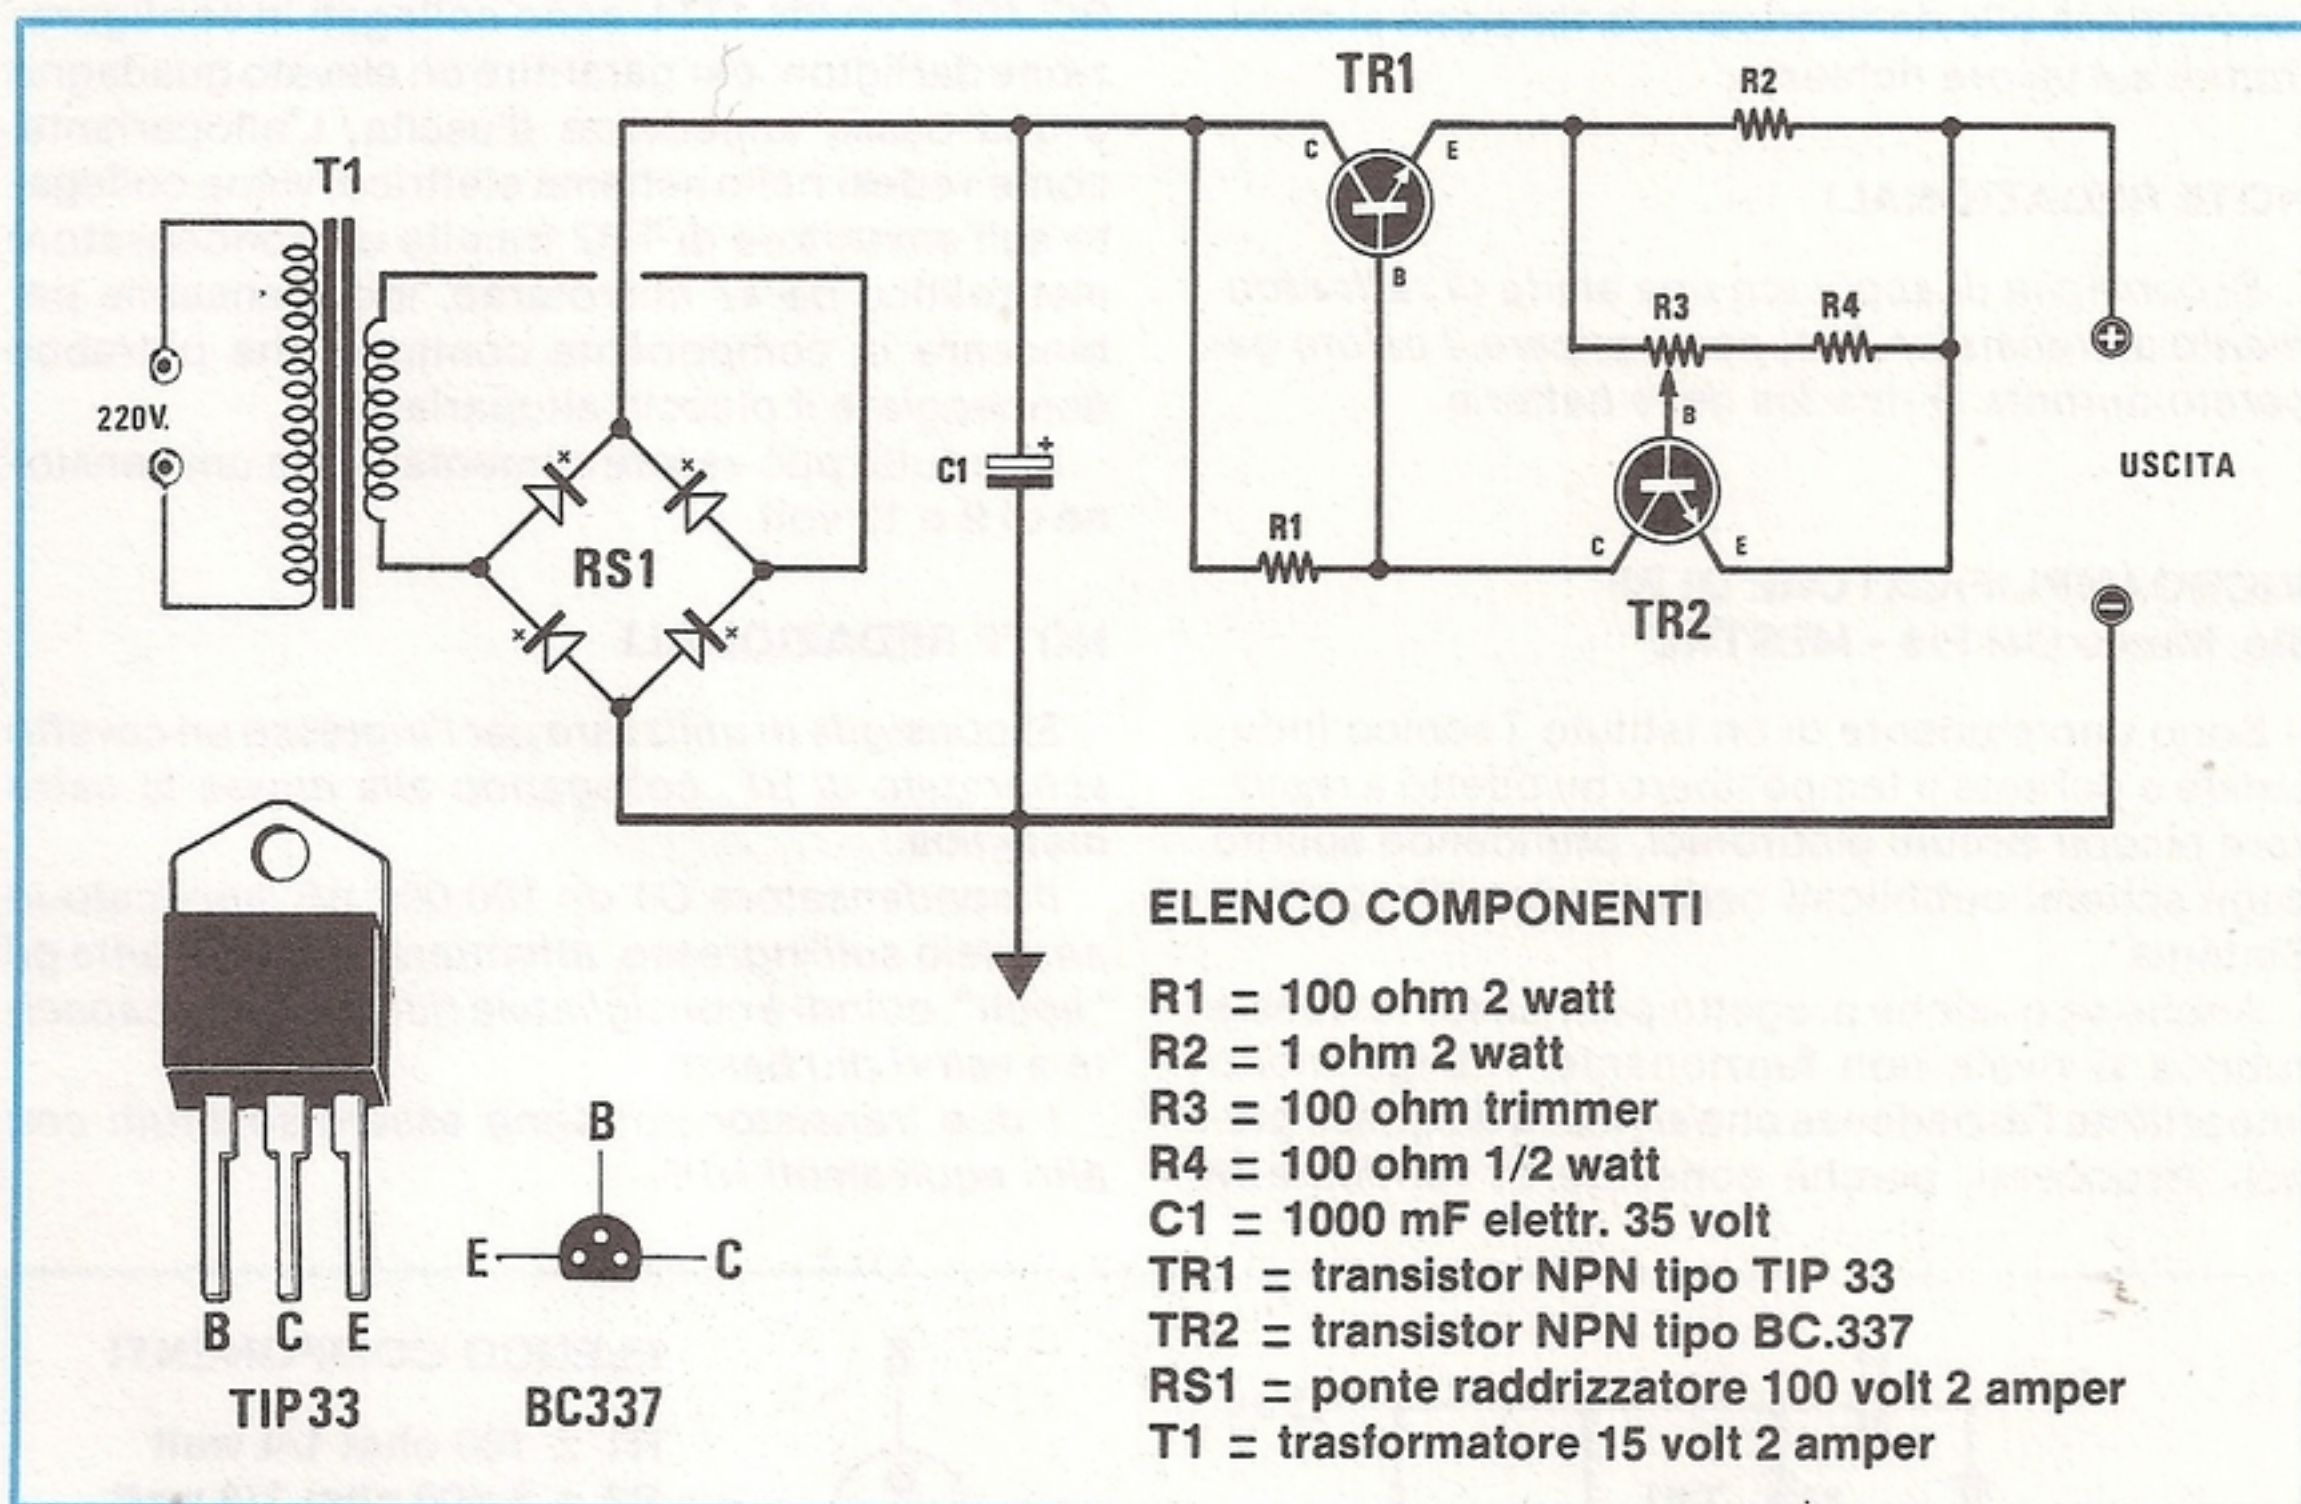 TR1
R2
C
E
T1
B
R3
R4
220V.
C1
+
B
USCITA
R1
RS1
C
E
TR2
ELENCO COMPONENTI
R1 = 100 ohm 2 watt
R2 = 1 ohm 2 watt
R3 = 100 ohm trimmer
R4 = 100 ohm 1/2 watt
C1 = 1000 mF elettr. 35 volt
TR1 = transistor NPN tipo TIP 33
TR2 = transistor NPN tipo BC.337
RS1 = ponte raddrizzatore 100 volt 2 amper
T1 = trasformatore 15 volt 2 amper
B C E
TIP33
B
E C
BC337